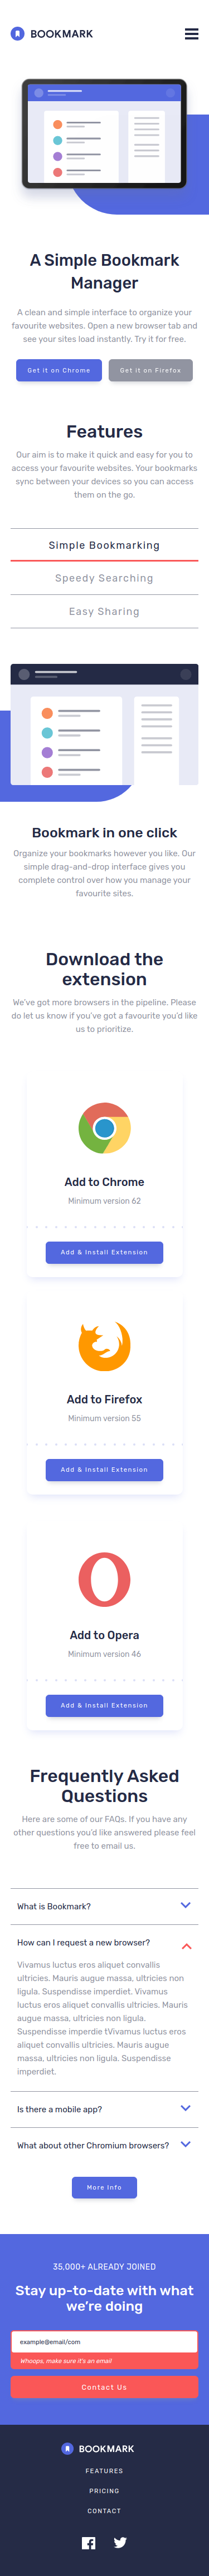 BOOKMARK
A Simple Bookmark
Manager
A clean and simple interface to organize your
favourite websites. Open a new browser tab and
see your sites load instantly. Try it for free.
Get it on Chrome
Get it on Firefox
Features
Our aim is to make it quick and easy for you to
access your favourite websites. Your bookmarks
sync between your devices so you can access
them on the go.
Simple Bookmarking
Speedy Searching
Easy Sharing
Bookmark in one click
Organize your bookmarks however you like. Our
simple drag-and-drop interface gives you
complete control over how you manage your
favourite sites.
Download the
extension
We've got more browsers in the pipeline. Please
do let us know if you've got a favourite you'd like
us to prioritize.
Add to Chrome
Minimum version 62
Add & Install Extension
Add to Firefox
Minimum version 55
Add & Install Extension
Add to Opera
Minimum version 46
Add & Install Extension
Frequently Asked
Questions
Here are some of our FAQs. If you have any
other questions you'd like answered please feel
free to email us.
What is Bookmark?
How can I request a new browser?
Vivamus luctus eros aliquet convallis
ultricies. Mauris augue massa, ultricies non
ligula. Suspendisse imperdiet. Vivamus
luctus eros aliquet convallis ultricies. Mauris
augue massa, ultricies non ligula.
Suspendisse imperdie tVivamus luctus eros
aliquet convallis ultricies. Mauris augue
massa, ultricies non ligula. Suspendisse
imperdiet.
Is there a mobile app?
What about other Chromium browsers?
More Info
35,000+ ALREADY JOINED
Stay up-to-date with what
we're doing
example@email/com
Whoops, make sure it's an email
Contact Us
BOOKMARK
FEATURES
PRICING
CONTACT